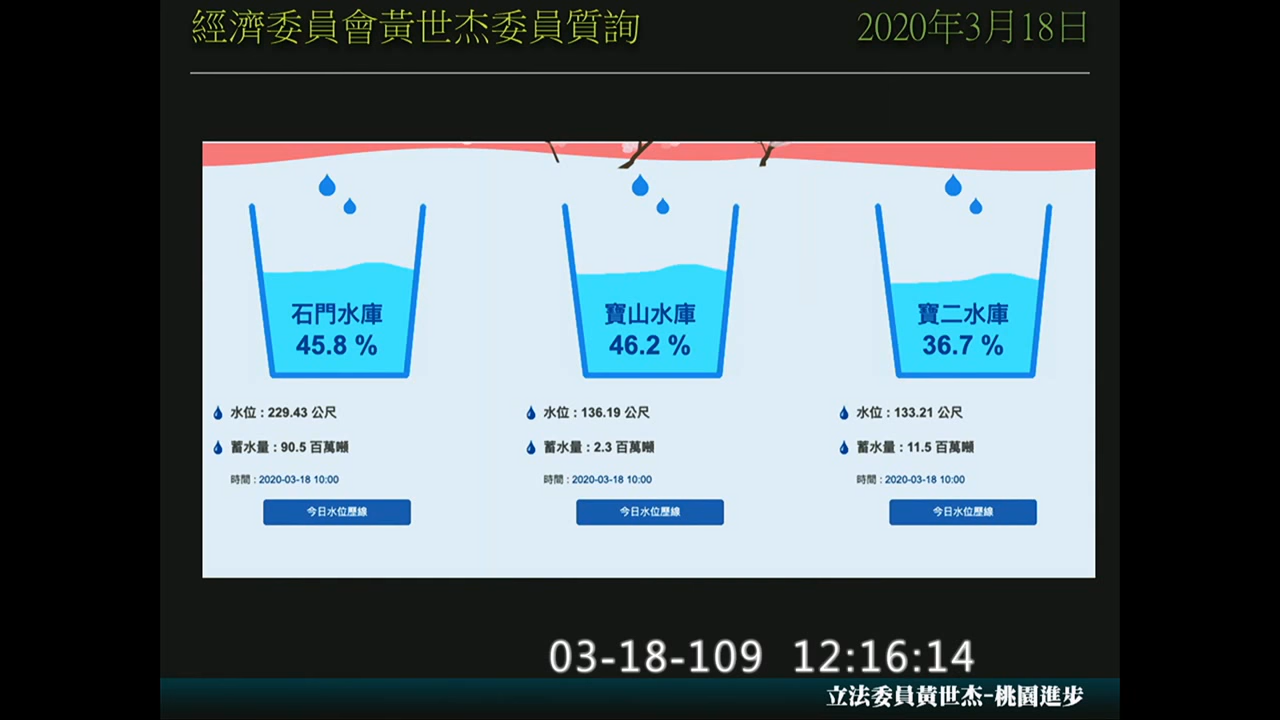 經濟委員會黃世杰委員質詢
2020年3月18日
石門水庫
45.8 %
水位：229.43 公尺
蓄水量：90.5 百萬噸
時間：2020-03-18 10:00
今日水位歷線
寶山水庫
46.2 %
水位：136.19 公尺
蓄水量：2.3 百萬噸
時間：2020-03-18 10:00
今日水位歷線
寶二水庫
36.7 %
水位：133.21 公尺
蓄水量：11.5 百萬噸
時間：2020-03-18 10:00
今日水位歷線
03-18-109 12:16:14
立法委員黃世杰-桃園進步